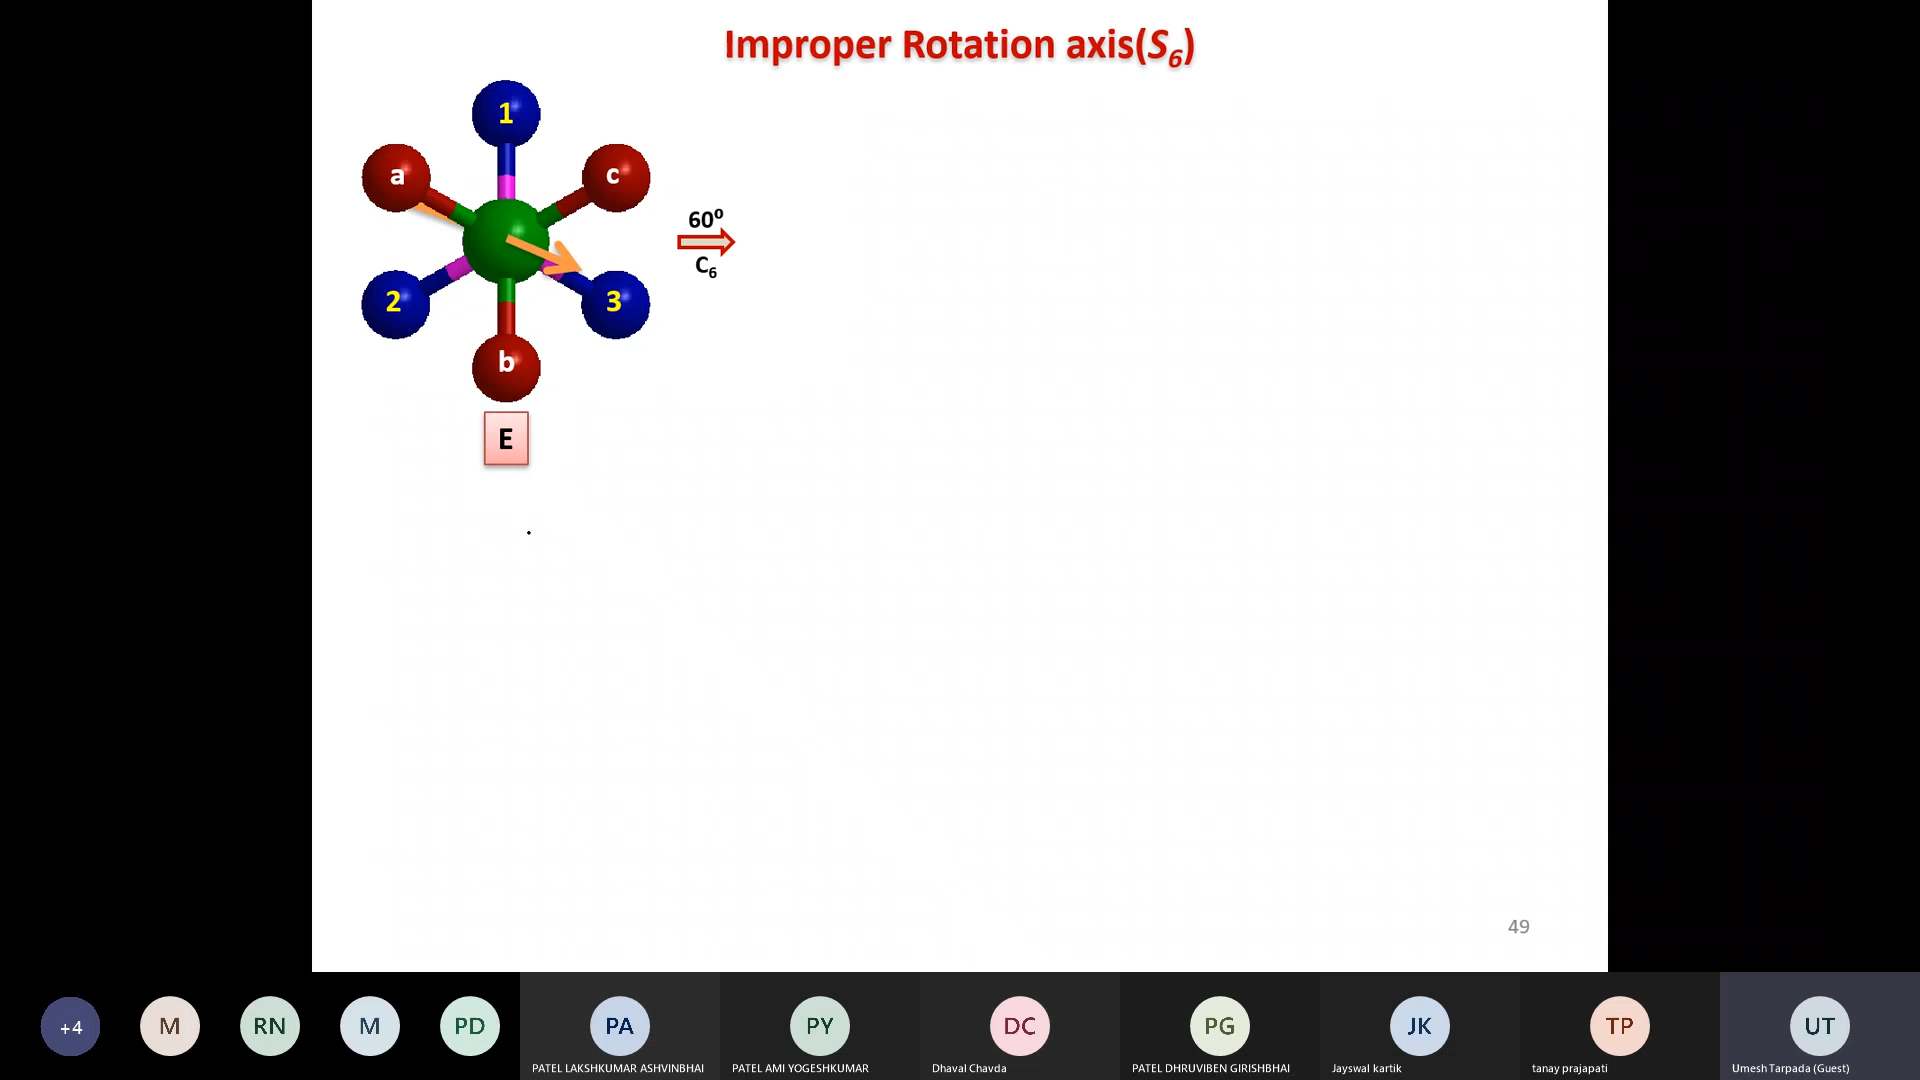 Improper Rotation axis(S6)
1
a
c
60⁰
C6
2
3
b
E
.
49
+4
M
RN
M
PD
PA
PY
DC
PG
JK
TP
UT
PATEL LAKSHKUMAR ASHVINBHAI
PATEL AMI YOGESHKUMAR
Dhaval Chavda
PATEL DHRUVIBEN GIRISHBHAI
Jayswal kartik
tanay prajapati
Umesh Tarpada (Guest)